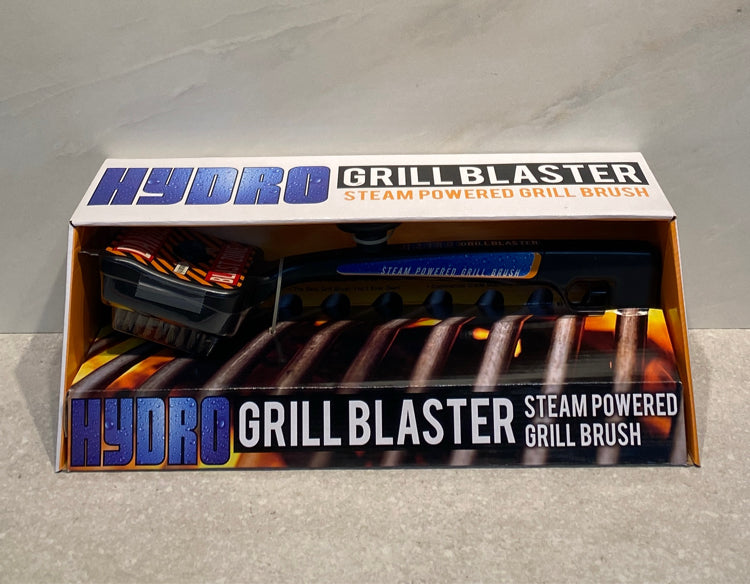 HYDRO GRILL BLASTER
STEAM POWERED GRILL BRUSH
GRILL BLASTER
STEAM POWERED GRILL BRUSH
HYDRO GRILL BLASTER STEAM POWERED
GRILL BRUSH